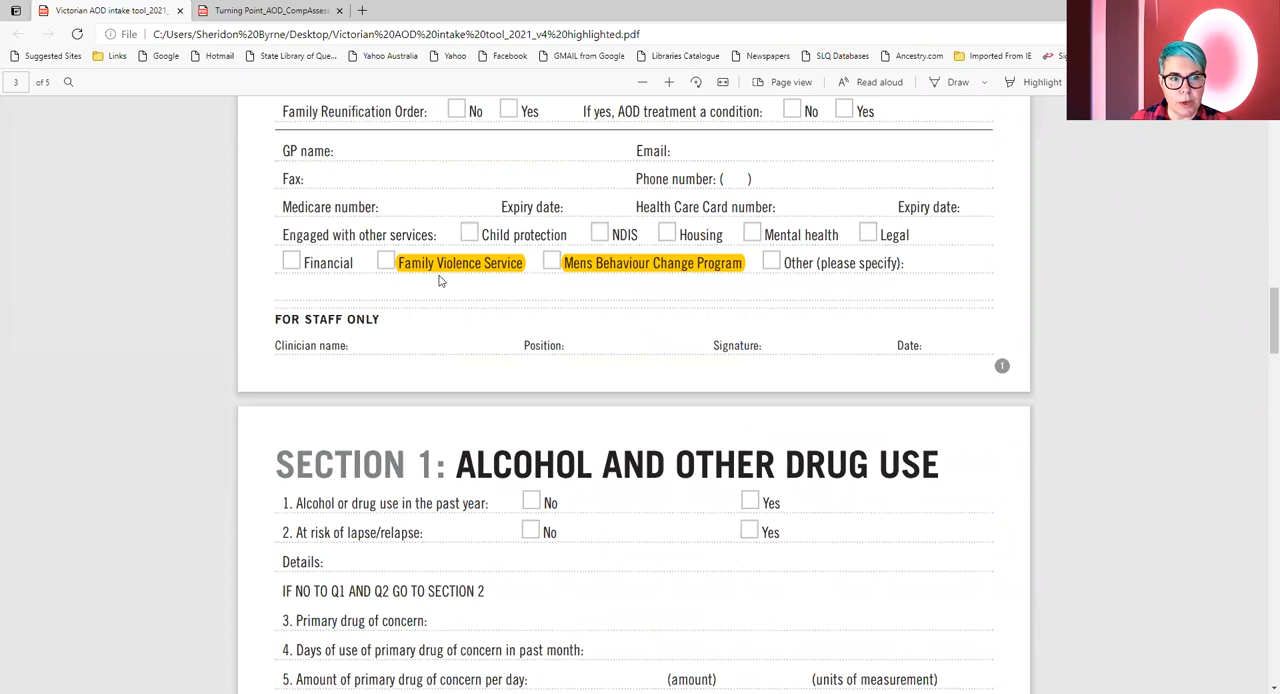 Victorian AOD intake tool_2021_
Turning Point_AOD_CompAssess
File
C:/Users/Sheridon%20Byrne/Desktop/Victorian%20AOD%20intake%20tool_2021_v4%20highlighted.pdf
Suggested Sites Links Google Hotmail State Library of Que... Yahoo Australia Yahoo Facebook GMAIL from Google Libraries Catalogue Newspapers SLQ Databases Ancestry.com Imported From IE
3 of 5 Page view Read aloud Draw Highlight
Family Reunification Order: No Yes If yes, AOD treatment a condition: No Yes
GP name: Email:
Fax: Phone number: ( )
Medicare number: Expiry date: Health Care Card number: Expiry date:
Engaged with other services: Child protection NDIS Housing Mental health Legal
Financial Family Violence Service Mens Behaviour Change Program Other (please specify):
FOR STAFF ONLY
Clinician name: Position: Signature: Date:
1
SECTION 1: ALCOHOL AND OTHER DRUG USE
1. Alcohol or drug use in the past year: No Yes
2. At risk of lapse/relapse: No Yes
Details:
IF NO TO Q1 AND Q2 GO TO SECTION 2
3. Primary drug of concern:
4. Days of use of primary drug of concern in past month:
5. Amount of primary drug of concern per day: (amount) (units of measurement)